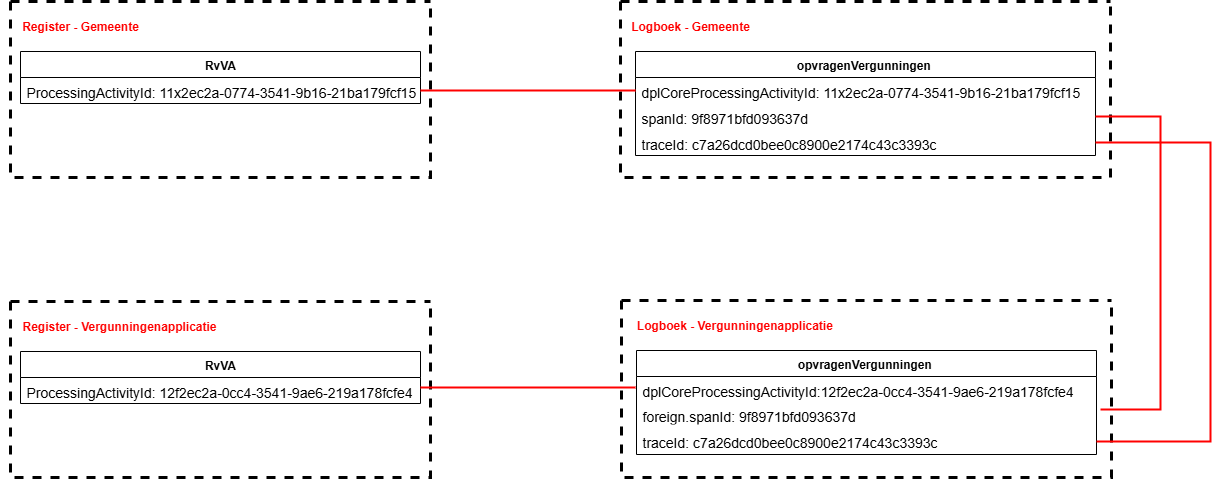 Register - Gemeente
RvVA
ProcessingActivityId: 11x2ec2a-0774-3541-9b16-21ba179fcf15
Logboek - Gemeente
opvragenVergunningen
dplCoreProcessingActivityId: 11x2ec2a-0774-3541-9b16-21ba179fcf15
spanId: 9f8971bfd093637d
traceId: c7a26dcd0bee0c8900e2174c43c3393c
Register - Vergunningenapplicatie
RvVA
ProcessingActivityId: 12f2ec2a-0cc4-3541-9ae6-219a178fcfe4
Logboek - Vergunningenapplicatie
opvragenVergunningen
dplCoreProcessingActivityId:12f2ec2a-0cc4-3541-9ae6-219a178fcfe4
foreign.spanId: 9f8971bfd093637d
traceId: c7a26dcd0bee0c8900e2174c43c3393c